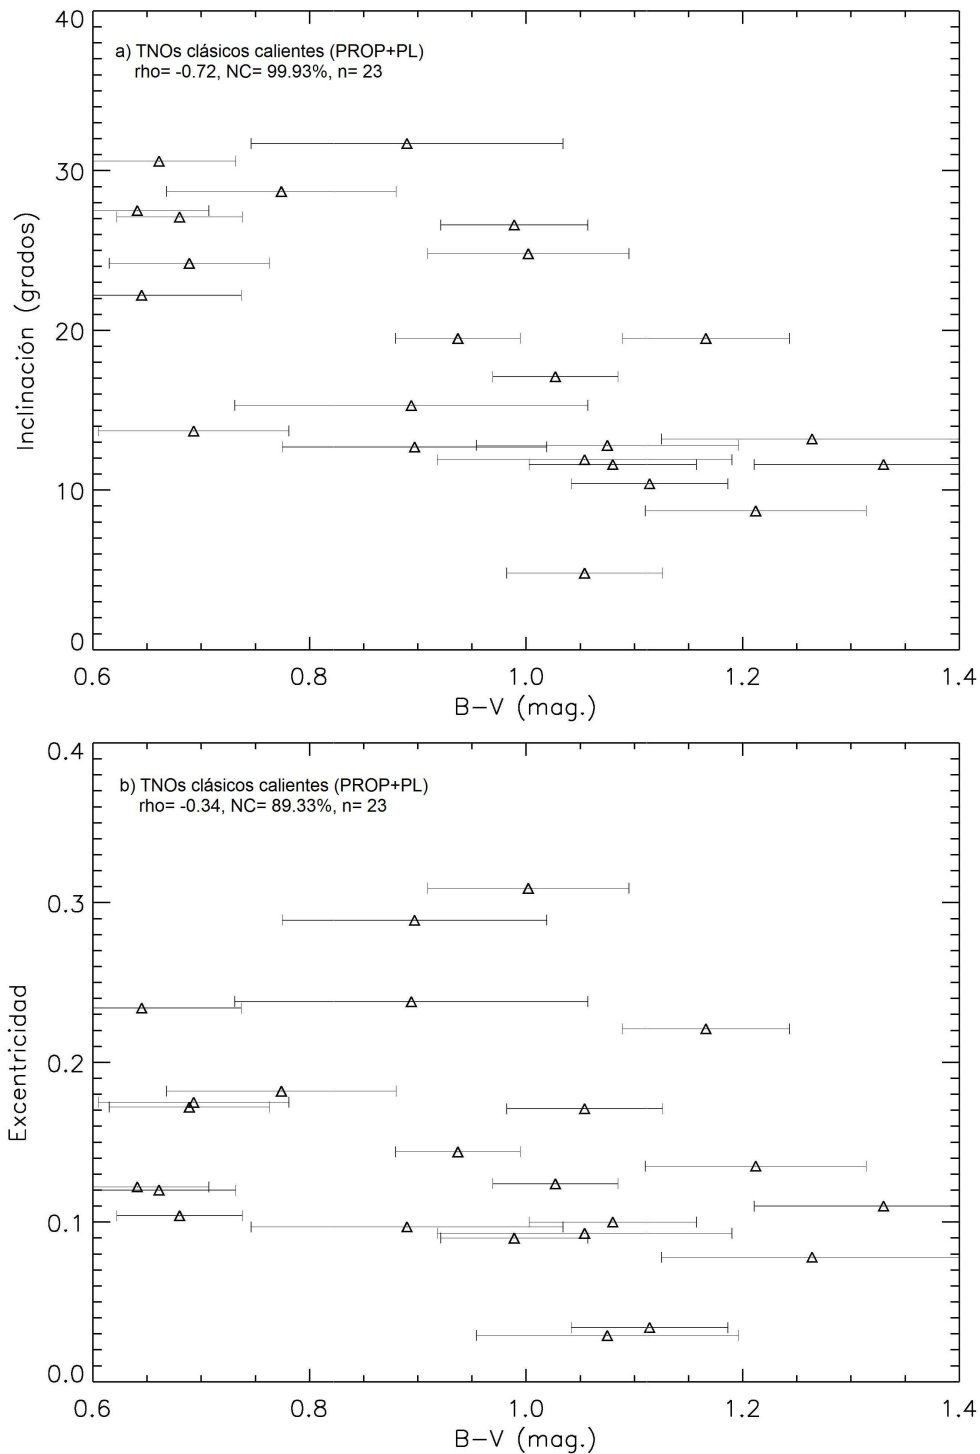 40
a) TNOs clásicos calientes (PROP+PL)
rho= -0.72, NC= 99.93%, n= 23
30
20
10
0
Inclinación (grados)
0.6 0.8 1.0 1.2 1.4
B−V (mag.)
0.4
b) TNOs clásicos calientes (PROP+PL)
rho= -0.34, NC= 89.33%, n= 23
0.3
0.2
0.1
0.0
Excentricidad
0.6 0.8 1.0 1.2 1.4
B−V (mag.)